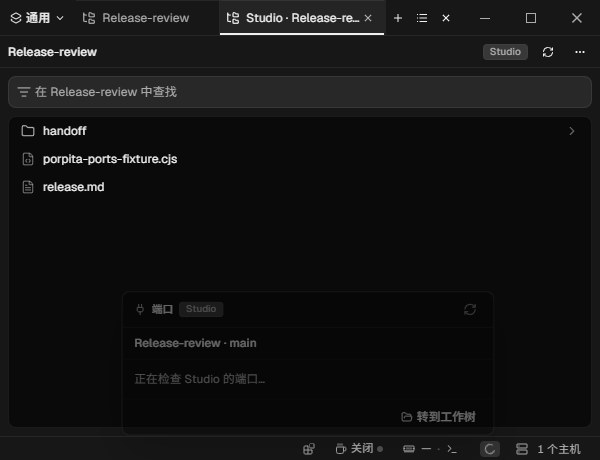 通用
Release-review
Studio · Release-re...
Release-review
Studio
在 Release-review 中查找
handoff
porpita-ports-fixture.cjs
release.md
端口 Studio
Release-review · main
正在检查 Studio 的端口...
转到工作树
关闭
1 个主机